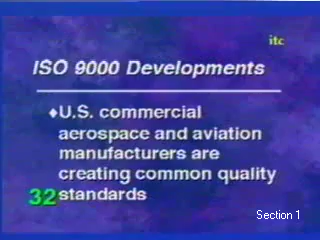 itc
ISO 9000 Developments
♦U.S. commercial
aerospace and aviation
manufacturers are
creating common quality
32 standards
Section 1